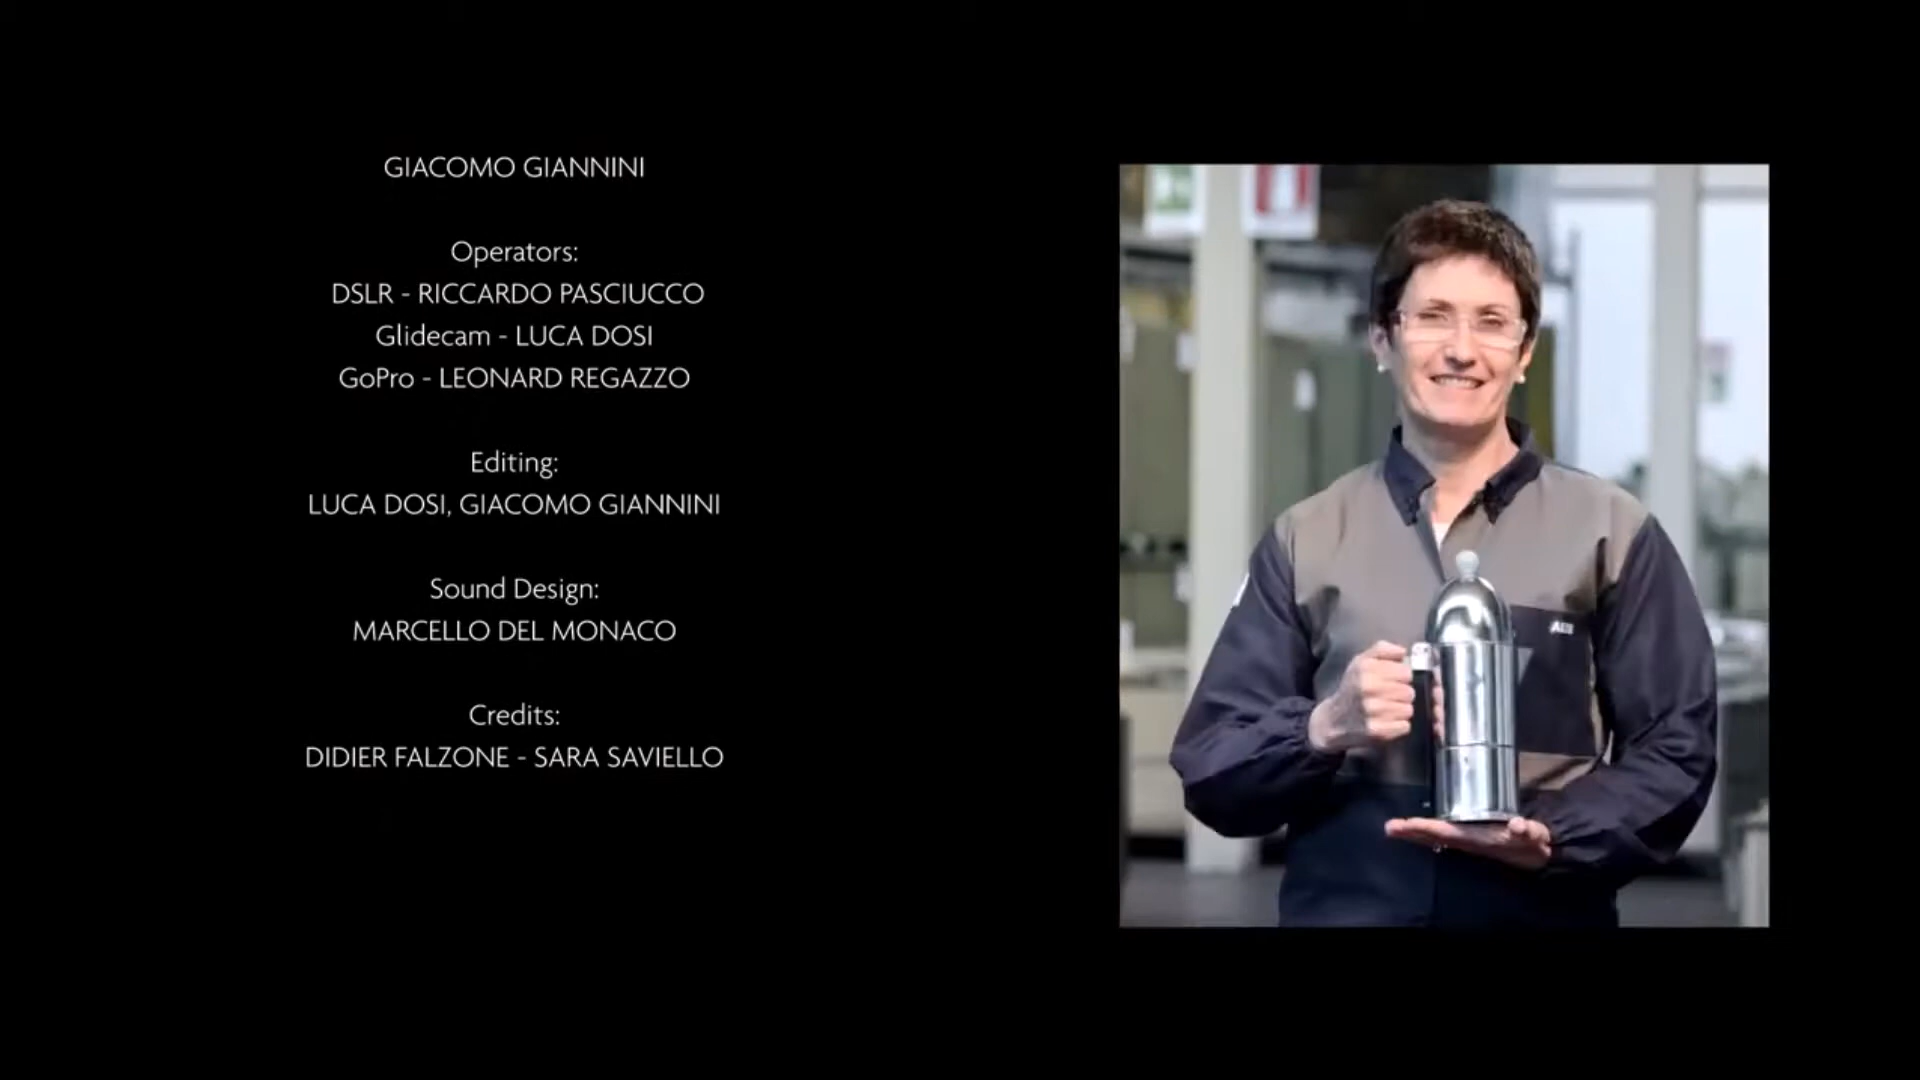 GIACOMO GIANNINI
Operators:
DSLR - RICCARDO PASCIUCCO
Glidecam - LUCA DOSI
GoPro - LEONARD REGAZZO
Editing:
LUCA DOSI, GIACOMO GIANNINI
Sound Design:
MARCELLO DEL MONACO
Credits:
DIDIER FALZONE - SARA SAVIELLO